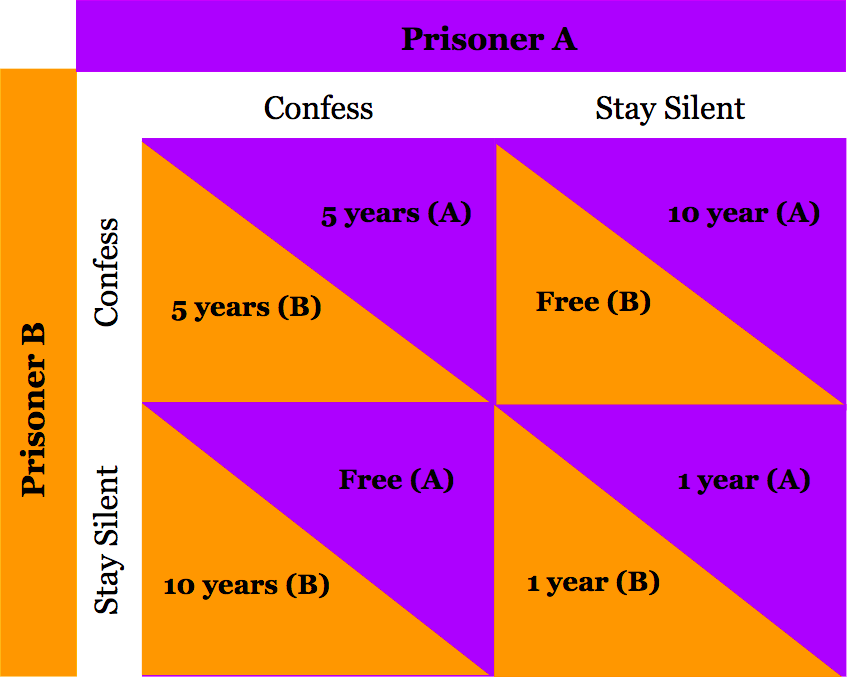 Prisoner A
Confess
Stay Silent
Prisoner B
Confess
5 years (A)
5 years (B)
10 year (A)
Free (B)
Stay Silent
Free (A)
10 years (B)
1 year (A)
1 year (B)